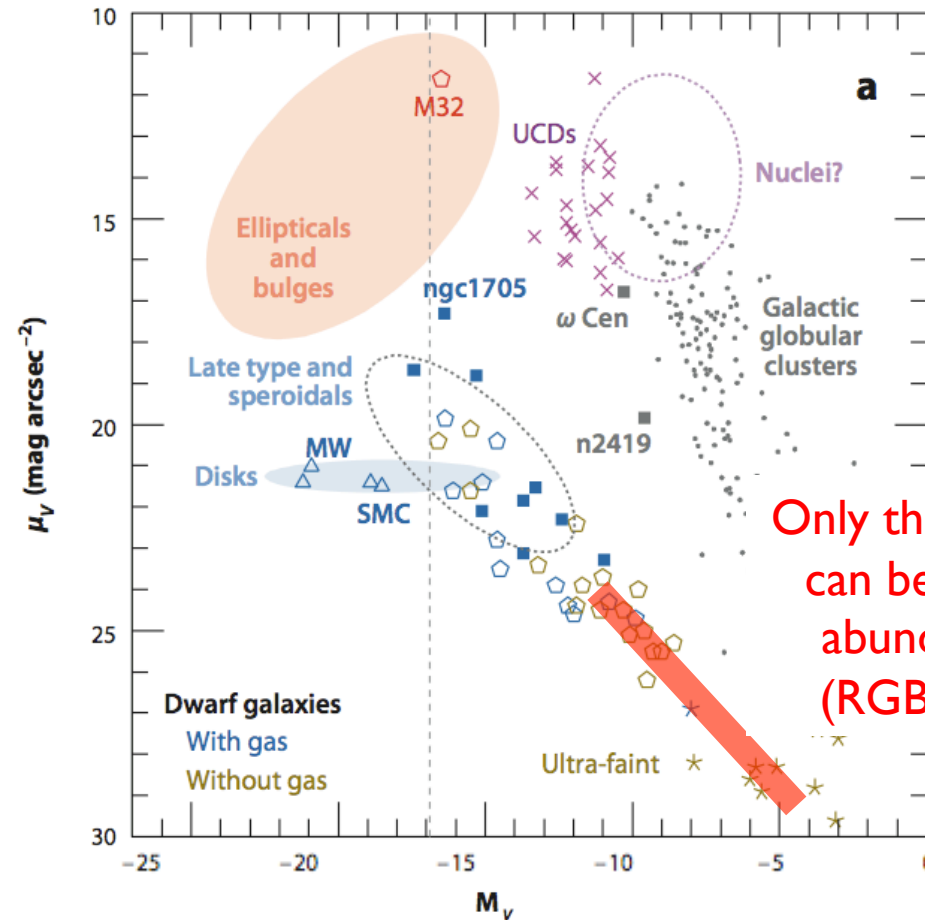 10
15
20
25
30
μv (mag arcsec−2)
a
M32
UCDs
Nuclei?
Ellipticals
and
bulges
ngc1705
ω Cen
Galactic
globular
clusters
Late type and
speroidals
n2419
MW
Disks
SMC
Only th
can be
abund
(RGB
Dwarf galaxies
With gas
Without gas
Ultra-faint
−25
−20
−15
−10
−5
0
Mv